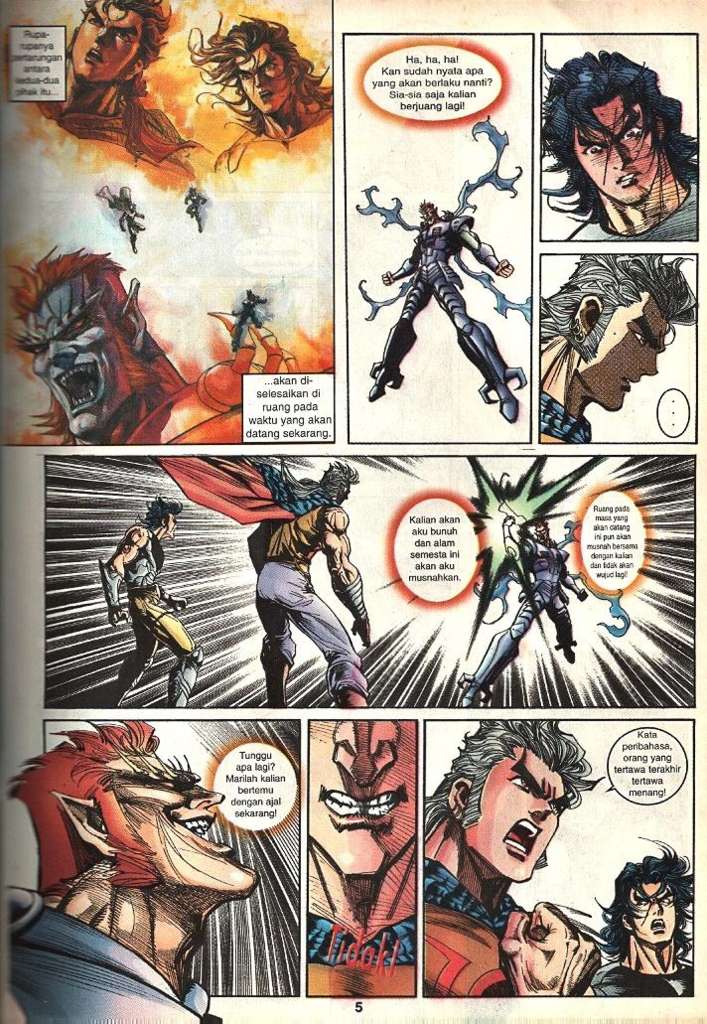 Rupa-
rupanya
pertarungan
antara
kedua-dua
pihak itu...
...akan di-
selesaikan di
ruang pada
waktu yang akan
datang sekarang.
Ha, ha, ha!
Kan sudah nyata apa
yang akan berlaku nanti?
Sia-sia saja kalian
berjuang lagi!
...
Kalian akan
aku bunuh
dan alam
semesta ini
akan aku
musnahkan.
Ruang pada
masa yang
akan datang
ini pun akan
musnah bersama
dengan kalian
dan tidak akan
wujud lagi!
Tunggu
apa lagi?
Marilah kalian
bertemu
dengan ajal
sekarang!
Tidak!
Kata
peribahasa,
orang yang
tertawa terakhir
tertawa
menang!
5